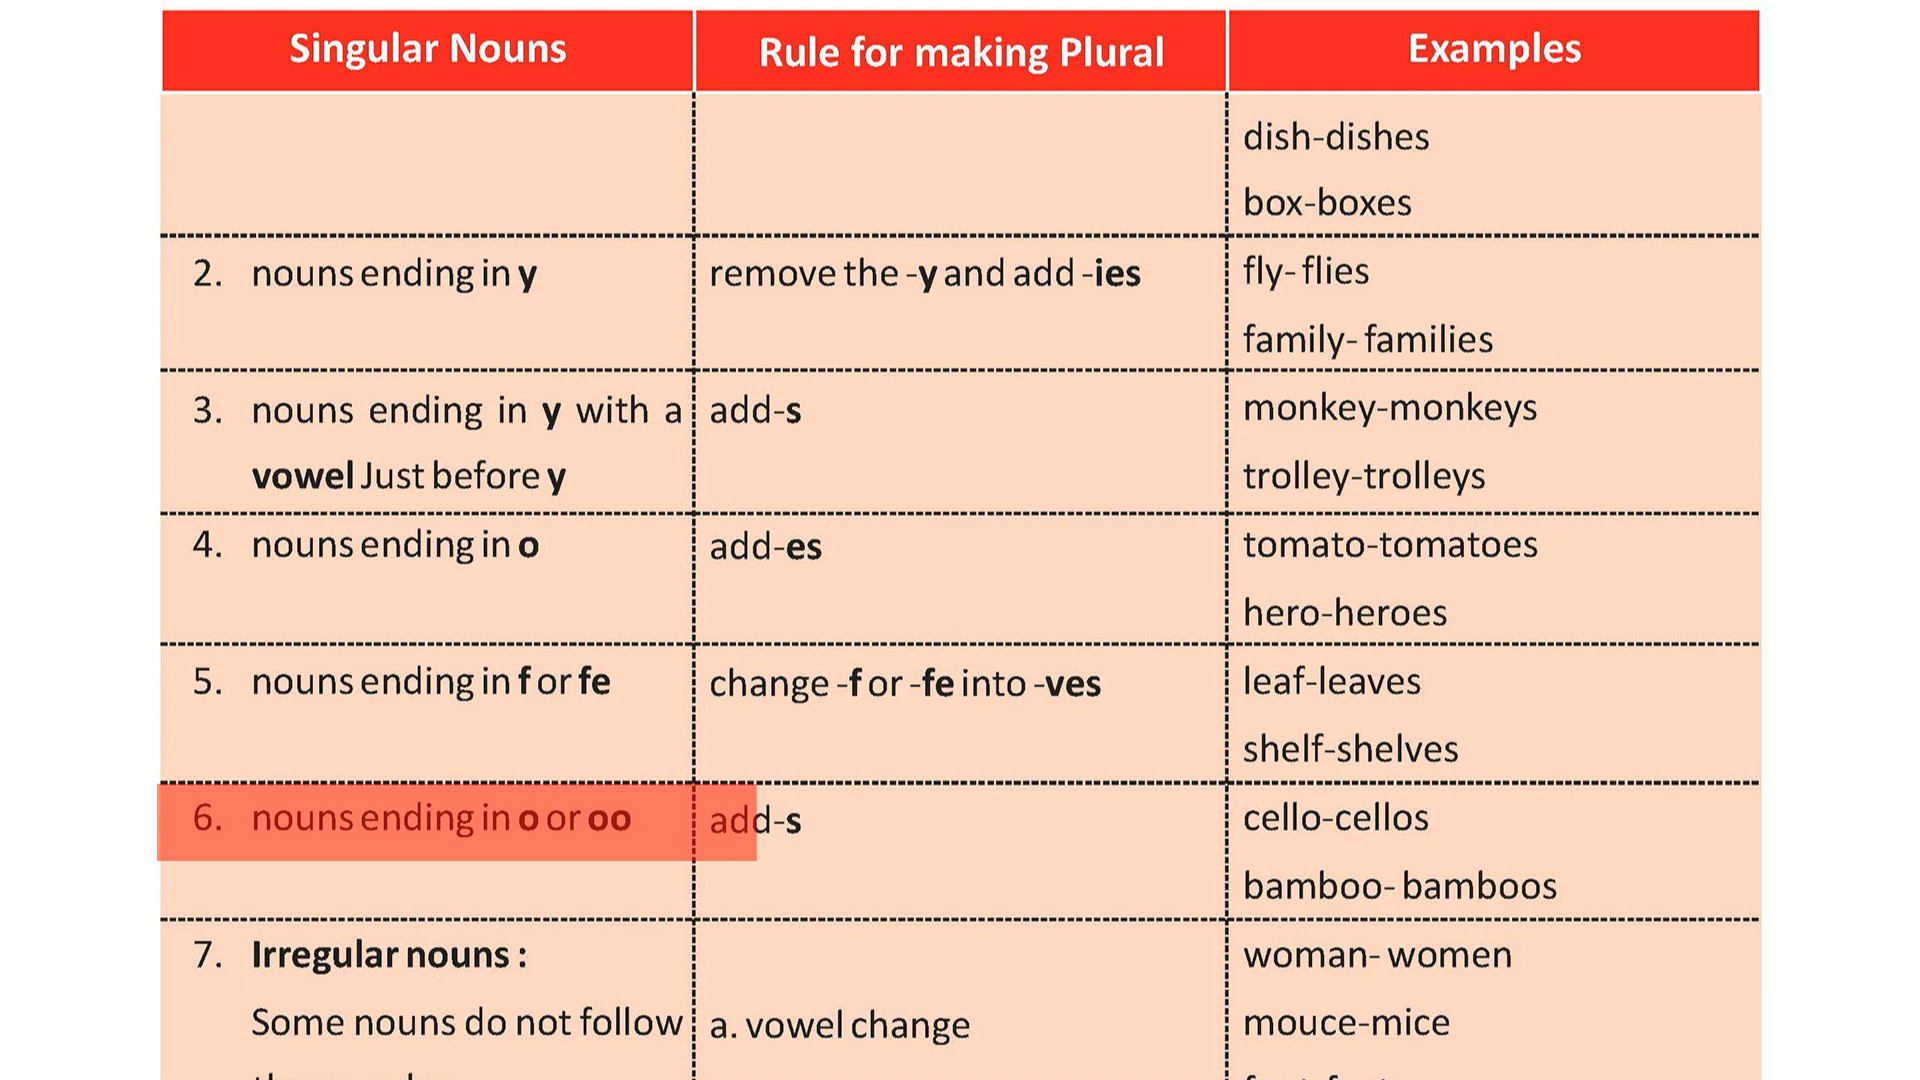 Singular Nouns Rule for making Plural Examples
dish-dishes
box-boxes
2. nouns ending in y remove the -y and add -ies fly- flies
family- families
3. nouns ending in y with a add-s monkey-monkeys
vowel Just before y trolley-trolleys
4. nouns ending in o add-es tomato-tomatoes
hero-heroes
5. nouns ending in f or fe change -f or -fe into -ves leaf-leaves
shelf-shelves
6. nouns ending in o or oo add-s cello-cellos
bamboo- bamboos
7. Irregular nouns : woman- women
Some nouns do not follow a. vowel change mouce-mice